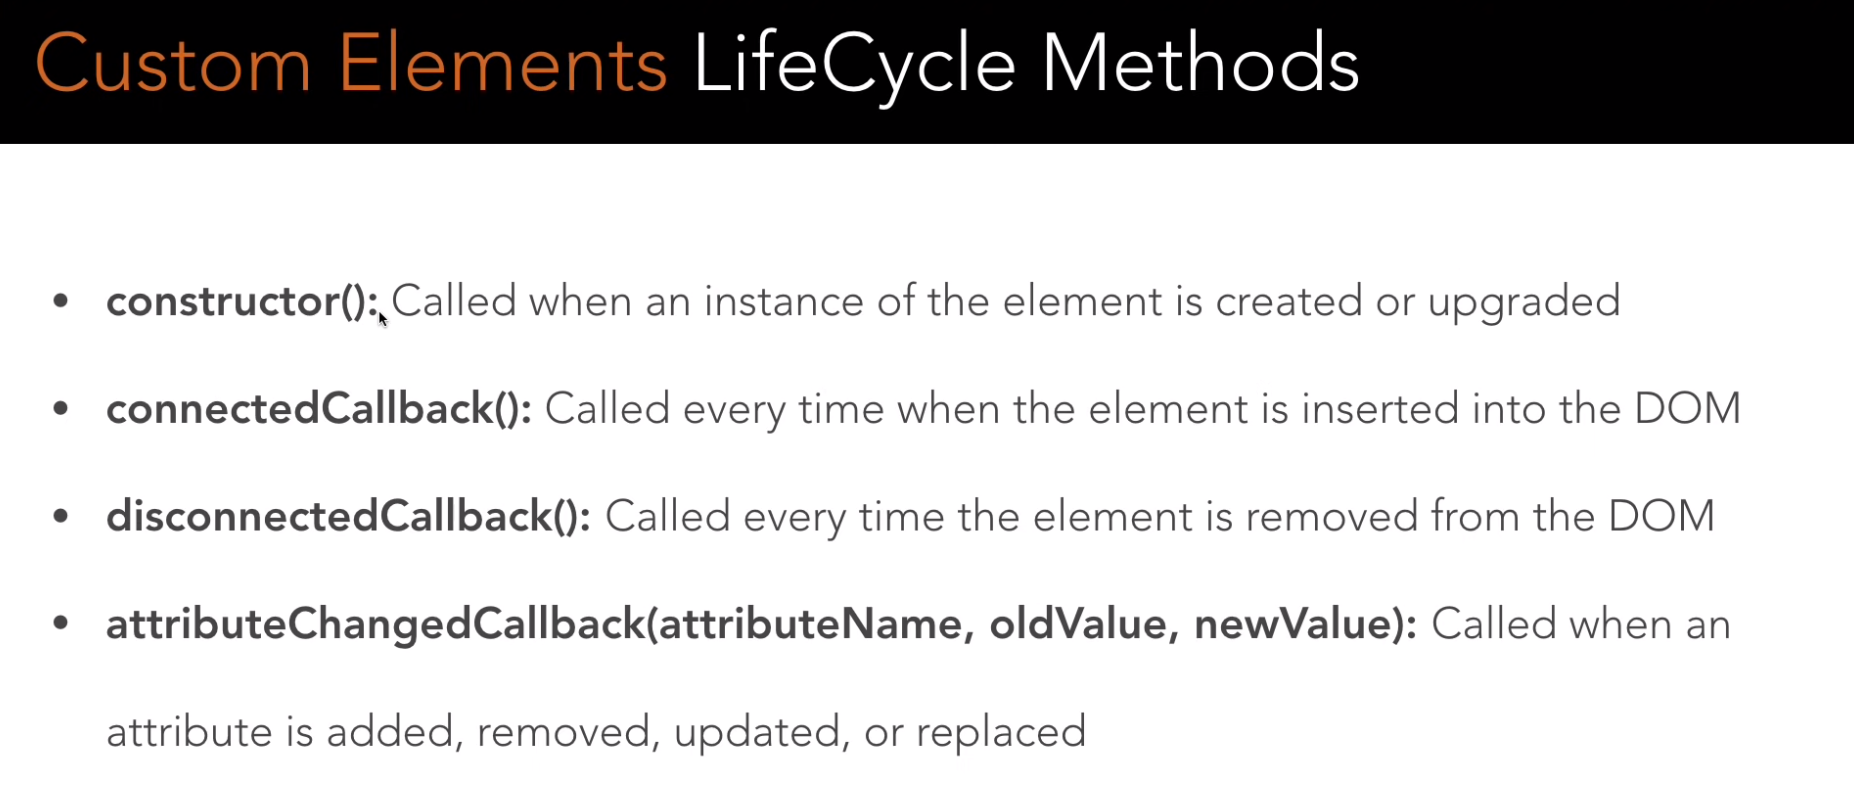 Custom Elements LifeCycle Methods
• constructor(): Called when an instance of the element is created or upgraded
• connectedCallback(): Called every time when the element is inserted into the DOM
• disconnectedCallback(): Called every time the element is removed from the DOM
• attributeChangedCallback(attributeName, oldValue, newValue): Called when an
attribute is added, removed, updated, or replaced